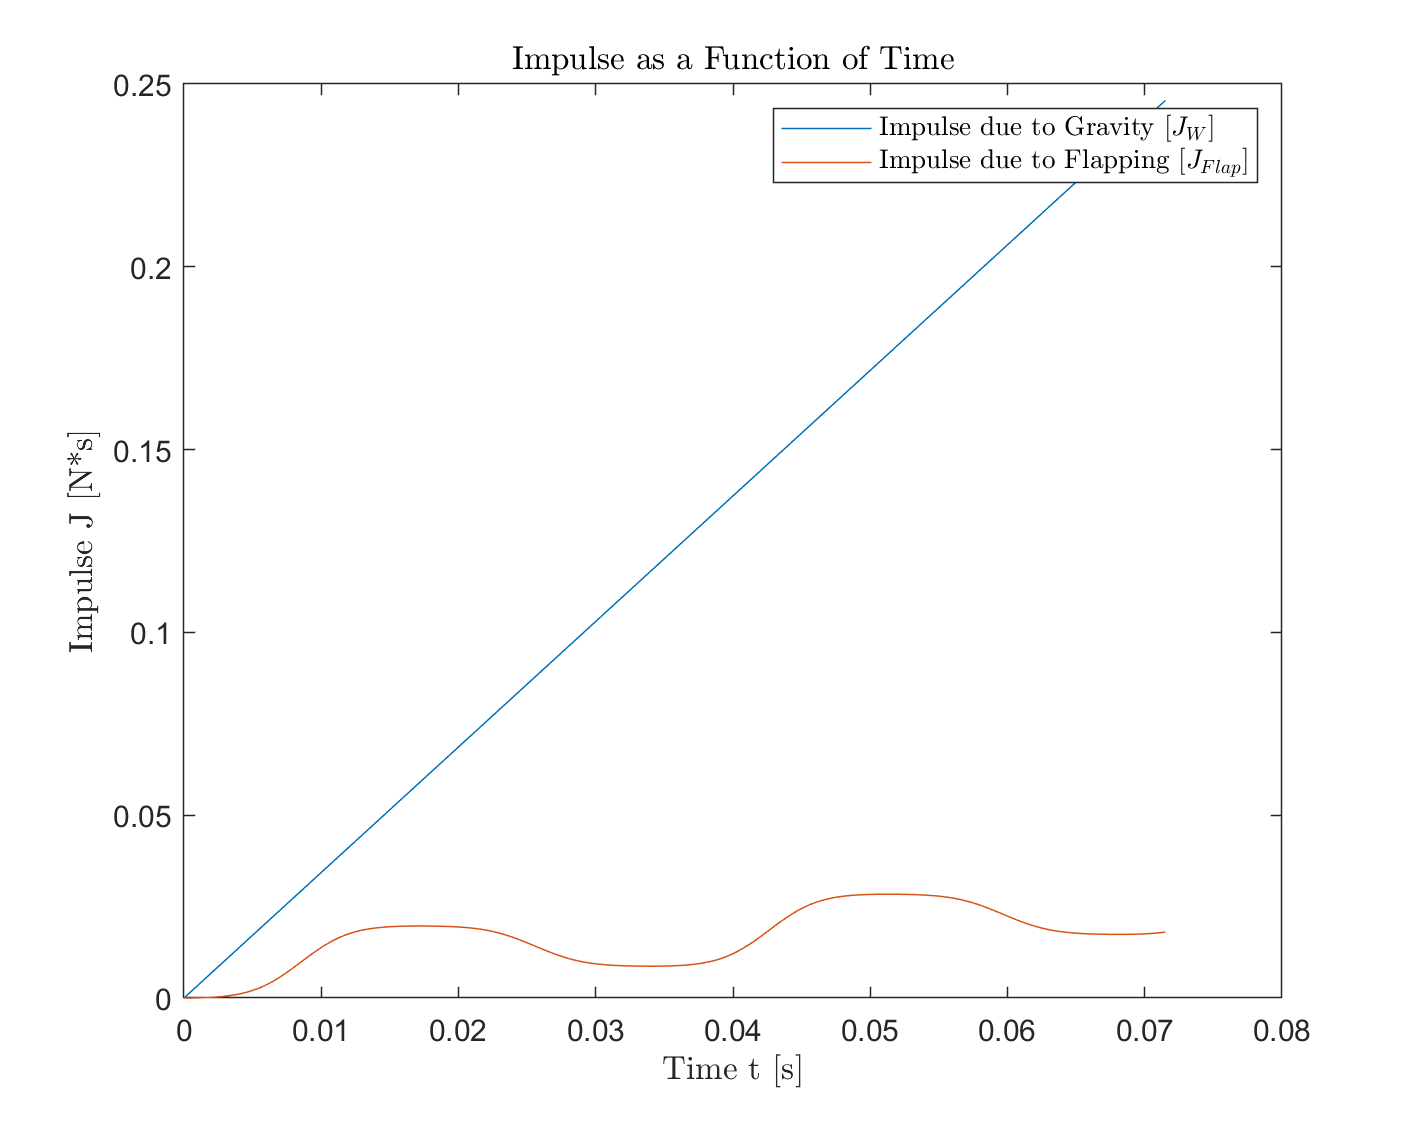 Impulse as a Function of Time
0.25
Impulse due to Gravity [J_W]
Impulse due to Flapping [J_{Flap}]
0.2
0.15
0.1
0.05
0
Impulse J [N*s]
0 0.01 0.02 0.03 0.04 0.05 0.06 0.07 0.08
Time t [s]